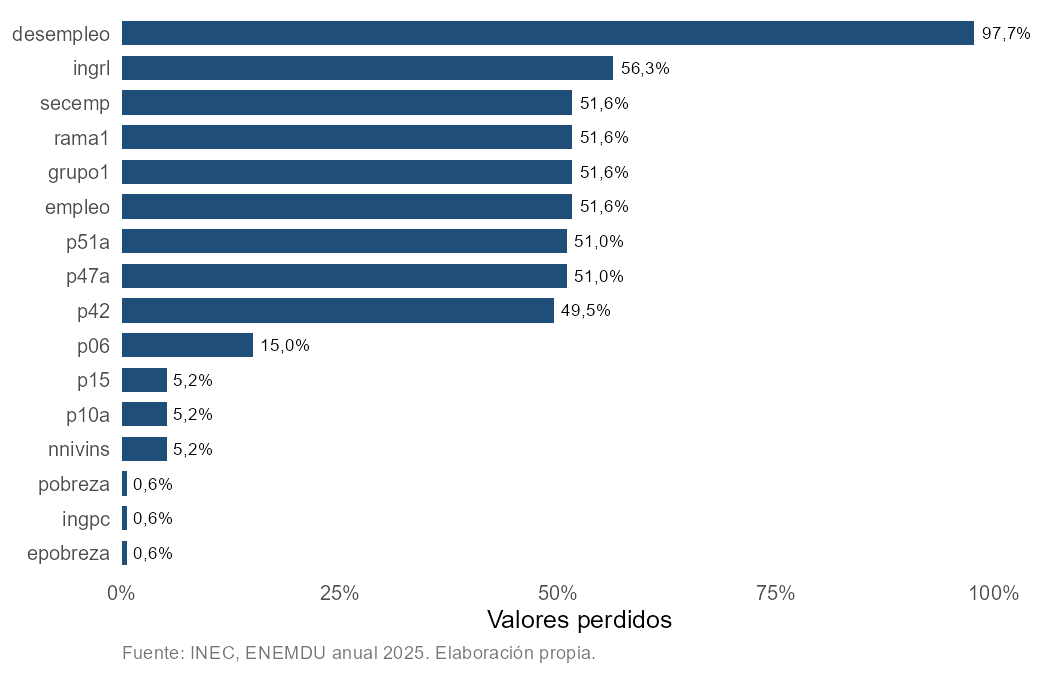 desempleo 97,7%
ingrl 56,3%
secemp 51,6%
rama1 51,6%
grupo1 51,6%
empleo 51,6%
p51a 51,0%
p47a 51,0%
p42 49,5%
p06 15,0%
p15 5,2%
p10a 5,2%
nnivins 5,2%
pobreza 0,6%
ingpc 0,6%
epobreza 0,6%
0% 25% 50% 75% 100%
Valores perdidos
Fuente: INEC, ENEMDU anual 2025. Elaboración propia.